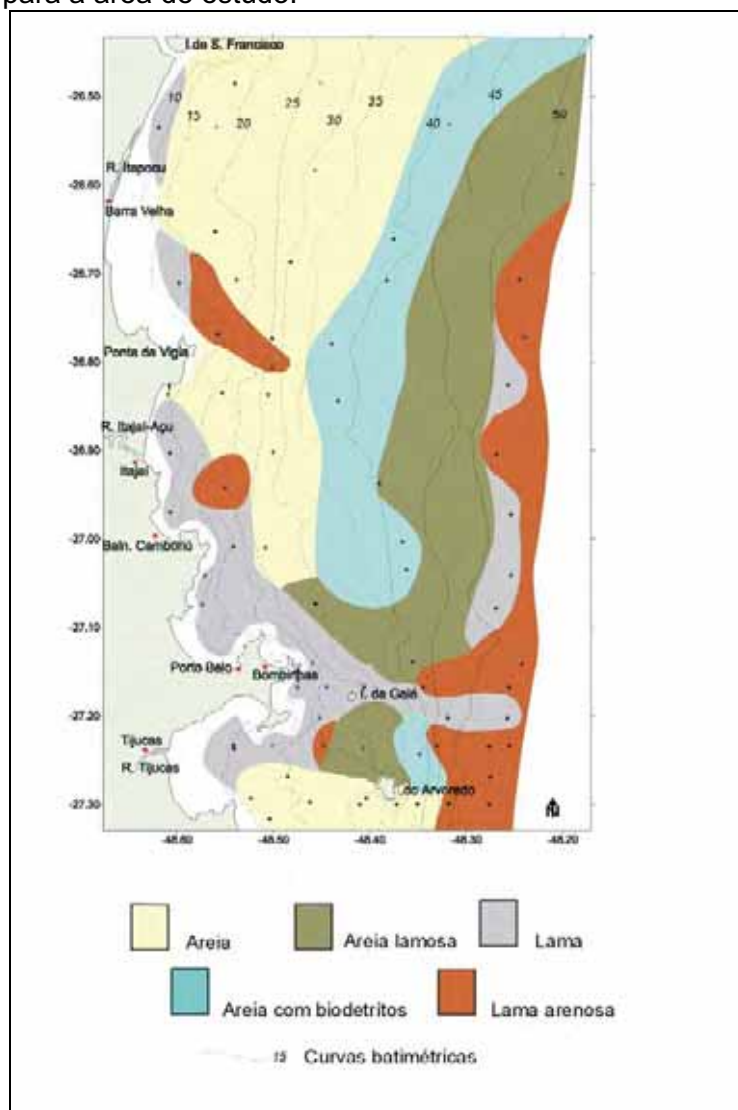 para a área de estudo.
I.de S. Francisco
-26.50
10
15
20
25
30
35
40
45
50
-26.60
R. Itapocu
Barra Velha
-26.70
Ponta da Vigia
-26.80
R. Itajaí-Açu
-26.90
Itajaí
-27.00
Baln. Camboriú
-27.10
Porto Belo
Bombinhas
I. da Galé
-27.20
Tijucas
R. Tijucas
I.do Arvoredo
-27.30
N
-48.60 -48.50 -48.40 -48.30 -48.20
Areia Areia lamosa Lama
Areia com biodetritos Lama arenosa
15 Curvas batimétricas